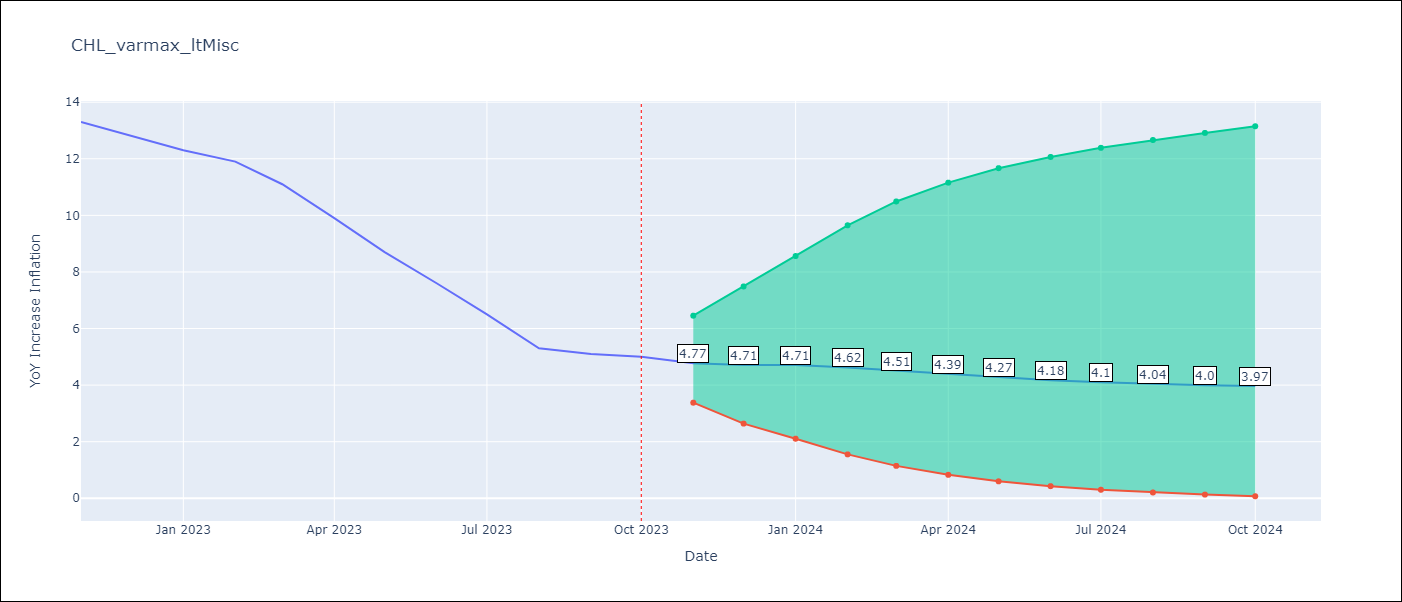 CHL_varmax_ltMisc
14
12
10
8
6
4
2
0
YoY Increase Inflation
4.77
4.71
4.71
4.62
4.51
4.39
4.27
4.18
4.1
4.04
4.0
3.97
Jan 2023
Apr 2023
Jul 2023
Oct 2023
Jan 2024
Apr 2024
Jul 2024
Oct 2024
Date